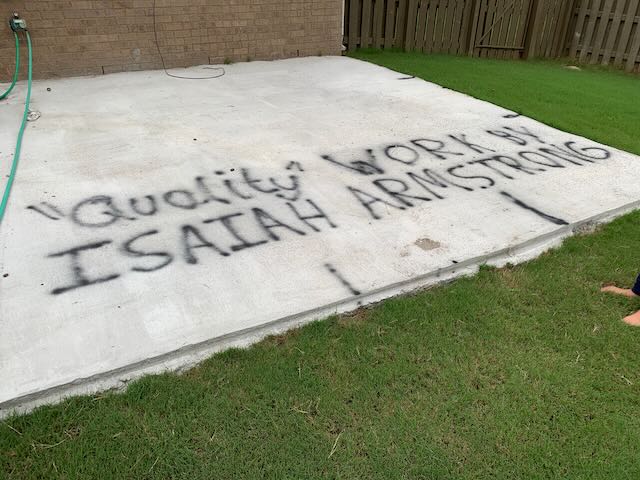 "Quality" WORK BY
ISAIAH ARMSTRONG